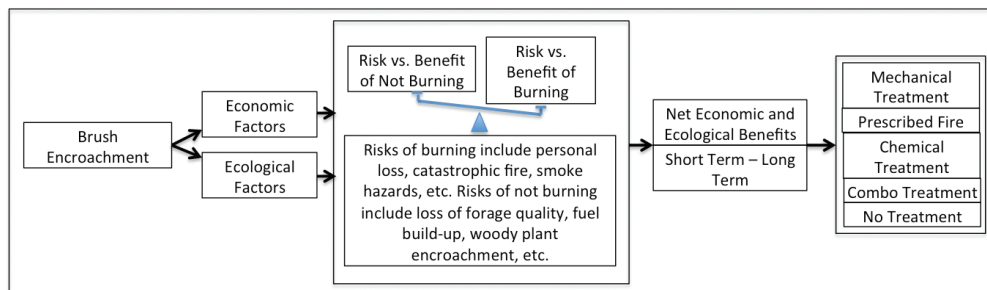 Brush
Encroachment
Economic
Factors
Ecological
Factors
Risk vs. Benefit
of Not Burning
Risk vs.
Benefit of
Burning
Risks of burning include personal
loss, catastrophic fire, smoke
hazards, etc. Risks of not burning
include loss of forage quality, fuel
build-up, woody plant
encroachment, etc.
Net Economic and
Ecological Benefits
Short Term – Long
Term
Mechanical
Treatment
Prescribed Fire
Chemical
Treatment
Combo Treatment
No Treatment